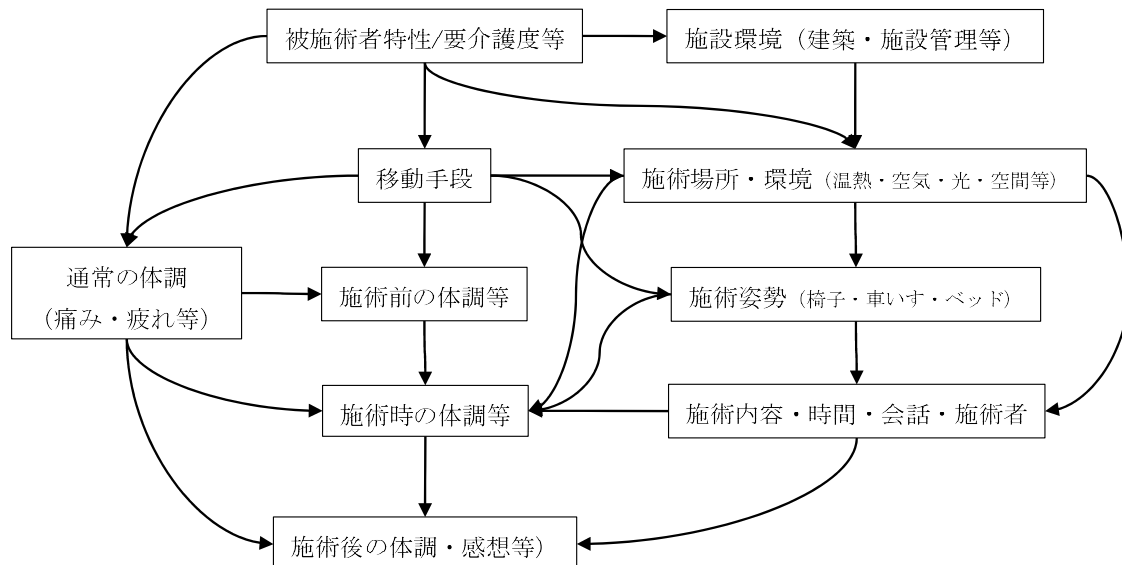 被施術者特性/要介護度等
施設環境（建築・施設管理等）
移動手段
施術場所・環境（温熱・空気・光・空間等）
通常の体調
（痛み・疲れ等）
施術前の体調等
施術姿勢（椅子・車いす・ベッド）
施術時の体調等
施術内容・時間・会話・施術者
施術後の体調・感想等）